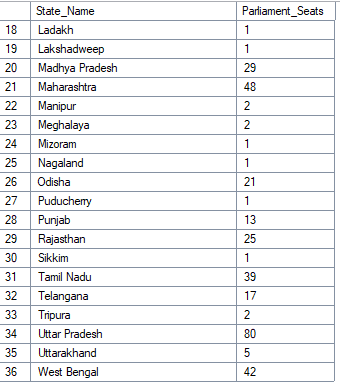 State_Name Parliament_Seats
18 Ladakh 1
19 Lakshadweep 1
20 Madhya Pradesh 29
21 Maharashtra 48
22 Manipur 2
23 Meghalaya 2
24 Mizoram 1
25 Nagaland 1
26 Odisha 21
27 Puducherry 1
28 Punjab 13
29 Rajasthan 25
30 Sikkim 1
31 Tamil Nadu 39
32 Telangana 17
33 Tripura 2
34 Uttar Pradesh 80
35 Uttarakhand 5
36 West Bengal 42